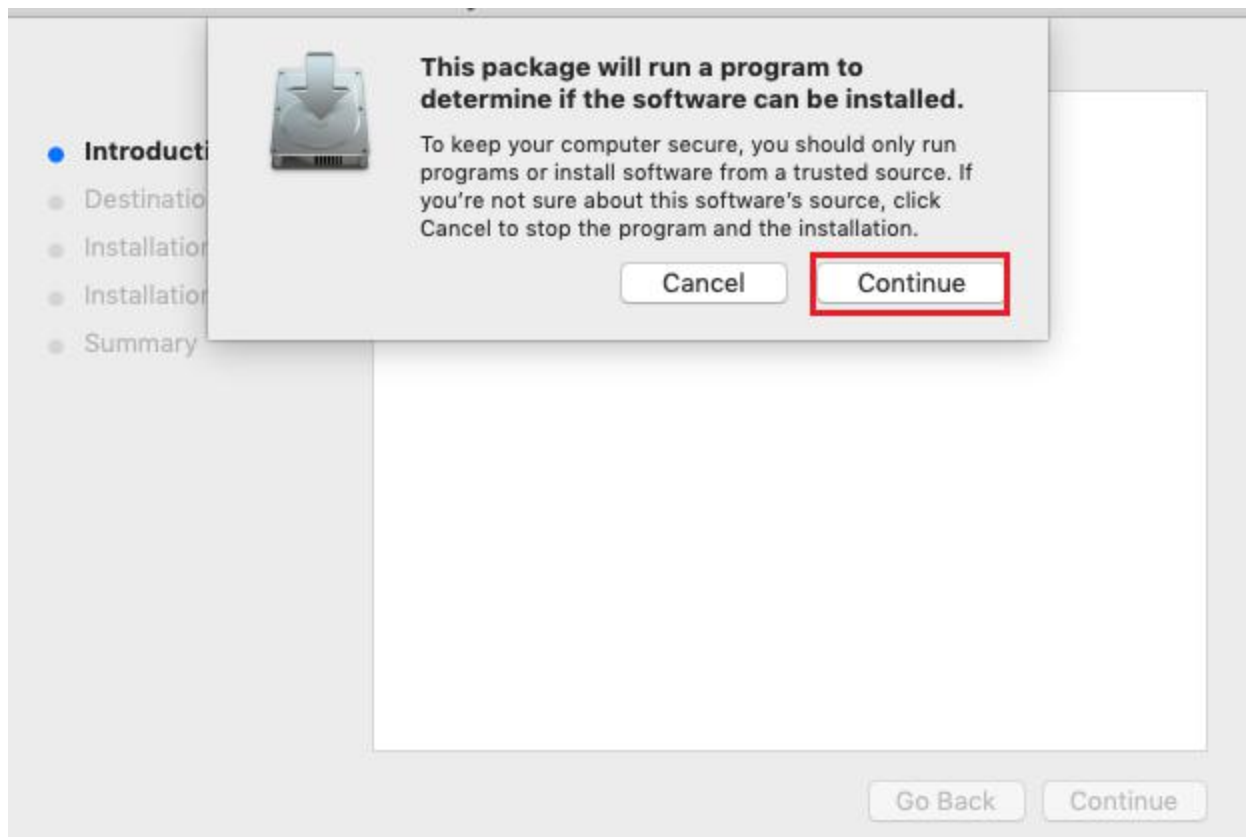 This package will run a program to
determine if the software can be installed.
To keep your computer secure, you should only run
programs or install software from a trusted source. If
you’re not sure about this software’s source, click
Cancel to stop the program and the installation.
Cancel
Continue
Introducti
Destinatio
Installation
Installation
Summary
Go Back
Continue